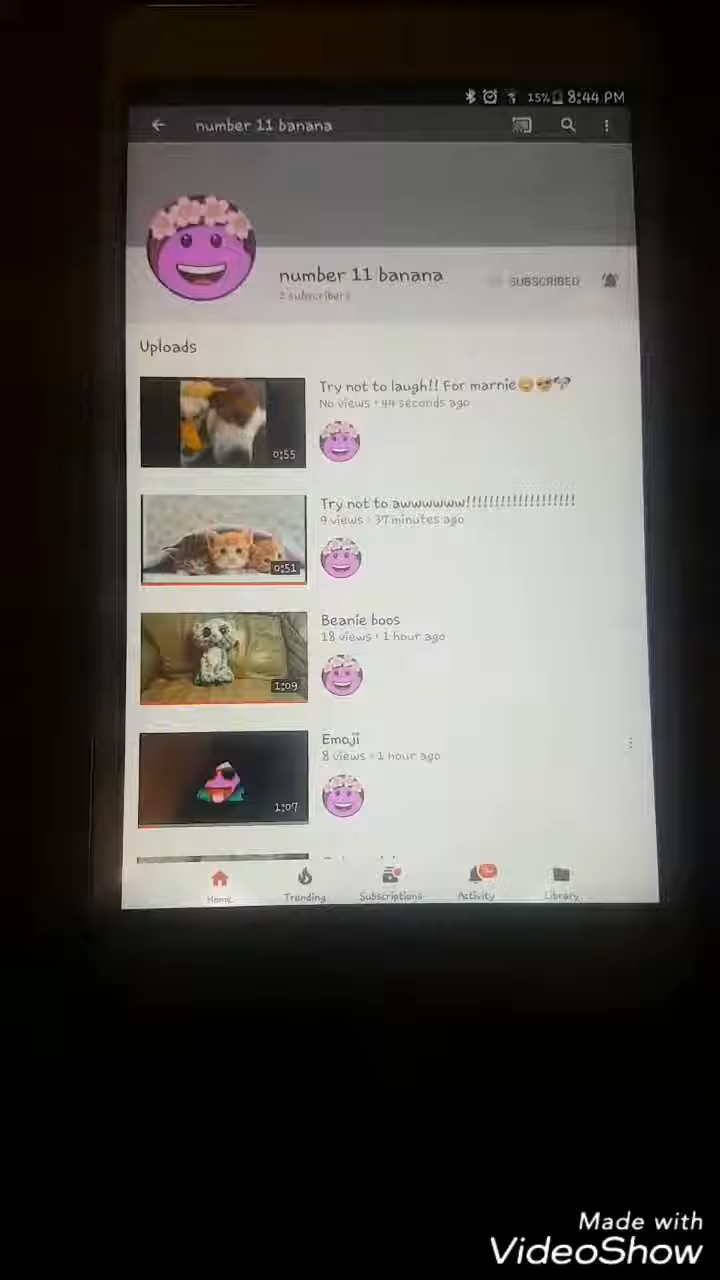 15% 8:44 PM
number 11 banana
number 11 banana
SUBSCRIBED
2 subscribers
Uploads
Try not to laugh!! For marnie
No views • 44 seconds ago
0:55
Try not to awwwwww!!!!!!!!!!!!!!!!!!!
9 views • 37 minutes ago
0:51
Beanie boos
18 views • 1 hour ago
1:09
Emoji
8 views • 1 hour ago
1:07
Home
Trending
Subscriptions
Activity
Library
Made with
VideoShow